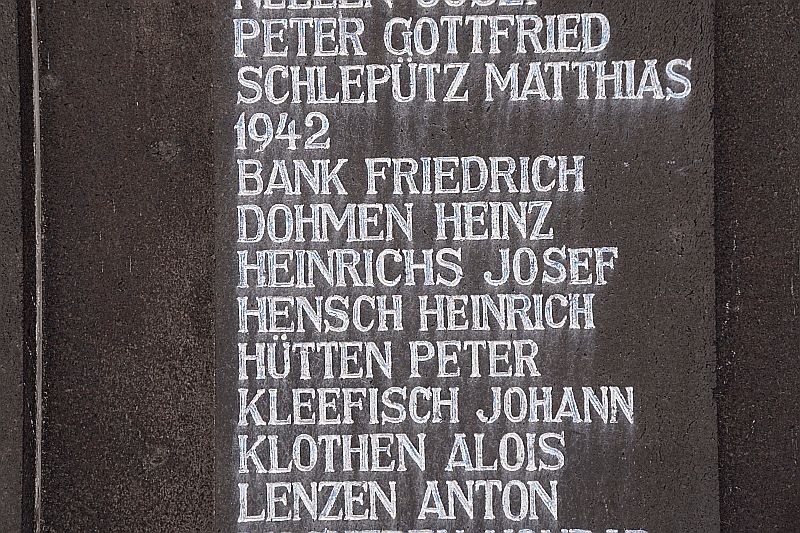 PETER GOTTFRIED
SCHLEPÜTZ MATTHIAS
1942
BANK FRIEDRICH
DOHMEN HEINZ
HEINRICHS JOSEF
HENSCH HEINRICH
HÜTTEN PETER
KLEEFISCH JOHANN
KLOTHEN ALOIS
LENZEN ANTON